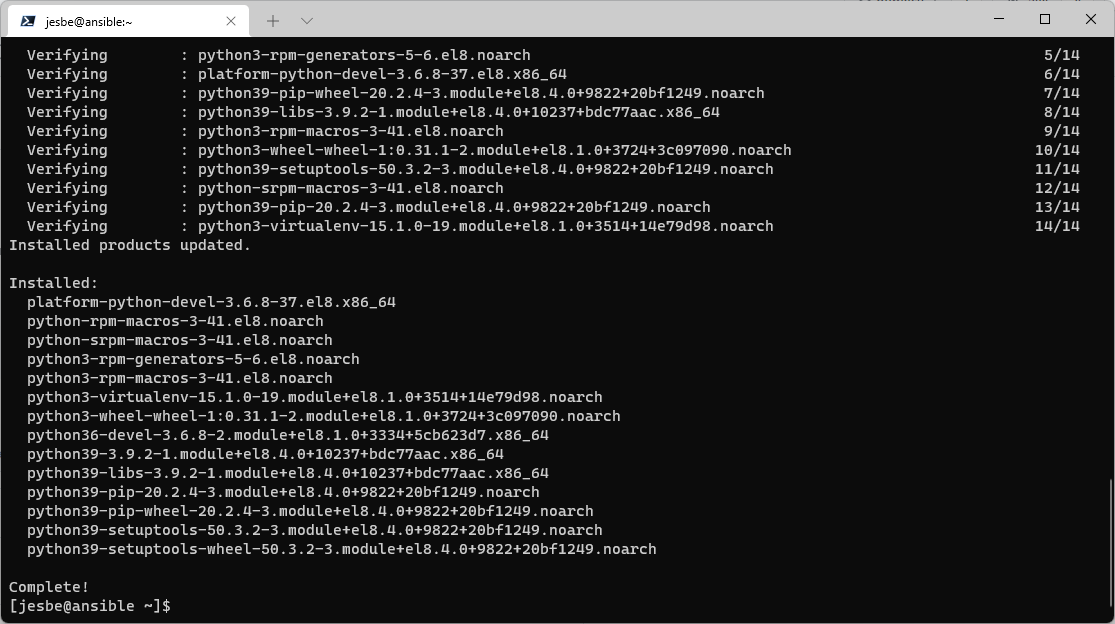 jesbe@ansible:~
Verifying : python3-rpm-generators-5-6.el8.noarch 5/14
Verifying : platform-python-devel-3.6.8-37.el8.x86_64 6/14
Verifying : python39-pip-wheel-20.2.4-3.module+el8.4.0+9822+20bf1249.noarch 7/14
Verifying : python39-libs-3.9.2-1.module+el8.4.0+10237+bdc77aac.x86_64 8/14
Verifying : python3-rpm-macros-3-41.el8.noarch 9/14
Verifying : python3-wheel-wheel-1:0.31.1-2.module+el8.1.0+3724+3c097090.noarch 10/14
Verifying : python39-setuptools-50.3.2-3.module+el8.4.0+9822+20bf1249.noarch 11/14
Verifying : python-srpm-macros-3-41.el8.noarch 12/14
Verifying : python39-pip-20.2.4-3.module+el8.4.0+9822+20bf1249.noarch 13/14
Verifying : python3-virtualenv-15.1.0-19.module+el8.1.0+3514+14e79d98.noarch 14/14
Installed products updated.
Installed:
platform-python-devel-3.6.8-37.el8.x86_64
python-rpm-macros-3-41.el8.noarch
python-srpm-macros-3-41.el8.noarch
python3-rpm-generators-5-6.el8.noarch
python3-rpm-macros-3-41.el8.noarch
python3-virtualenv-15.1.0-19.module+el8.1.0+3514+14e79d98.noarch
python3-wheel-wheel-1:0.31.1-2.module+el8.1.0+3724+3c097090.noarch
python36-devel-3.6.8-2.module+el8.1.0+3334+5cb623d7.x86_64
python39-3.9.2-1.module+el8.4.0+10237+bdc77aac.x86_64
python39-libs-3.9.2-1.module+el8.4.0+10237+bdc77aac.x86_64
python39-pip-20.2.4-3.module+el8.4.0+9822+20bf1249.noarch
python39-pip-wheel-20.2.4-3.module+el8.4.0+9822+20bf1249.noarch
python39-setuptools-50.3.2-3.module+el8.4.0+9822+20bf1249.noarch
python39-setuptools-wheel-50.3.2-3.module+el8.4.0+9822+20bf1249.noarch
Complete!
[jesbe@ansible ~]$